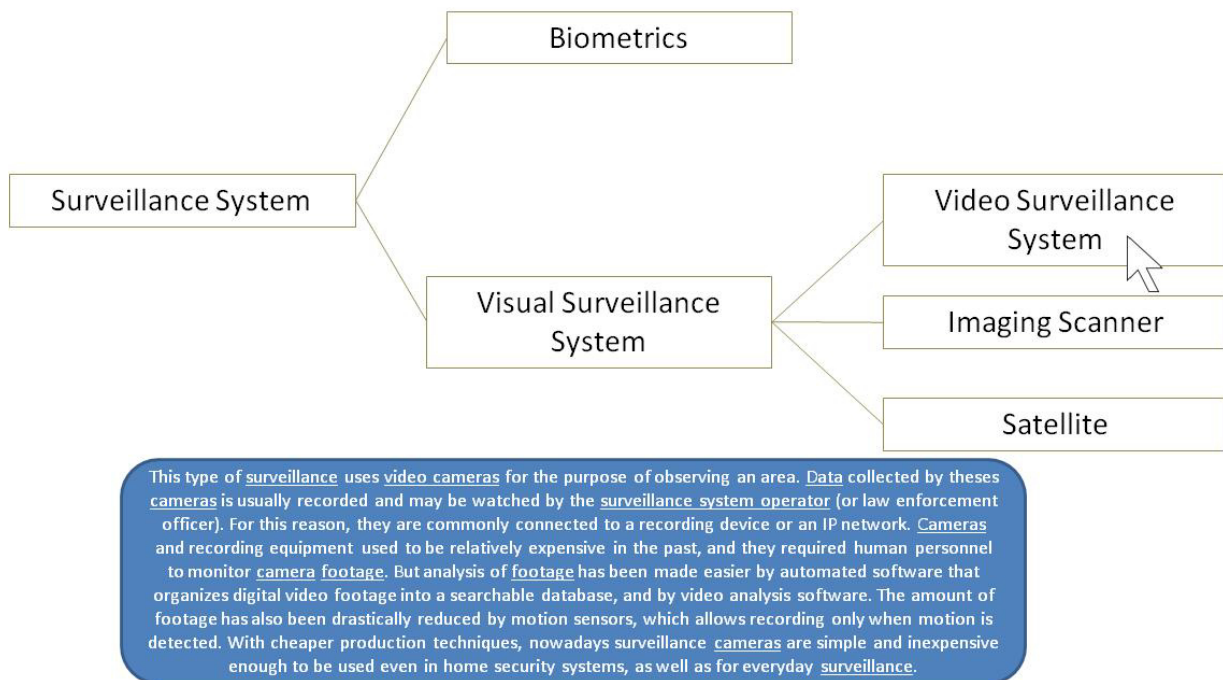 Biometrics
Surveillance System
Video Surveillance
System
Visual Surveillance
System
Imaging Scanner
Satellite
This type of surveillance uses video cameras for the purpose of observing an area. Data collected by theses
cameras is usually recorded and may be watched by the surveillance system operator (or law enforcement
officer). For this reason, they are commonly connected to a recording device or an IP network. Cameras
and recording equipment used to be relatively expensive in the past, and they required human personnel
to monitor camera footage. But analysis of footage has been made easier by automated software that
organizes digital video footage into a searchable database, and by video analysis software. The amount of
footage has also been drastically reduced by motion sensors, which allows recording only when motion is
detected. With cheaper production techniques, nowadays surveillance cameras are simple and inexpensive
enough to be used even in home security systems, as well as for everyday surveillance.